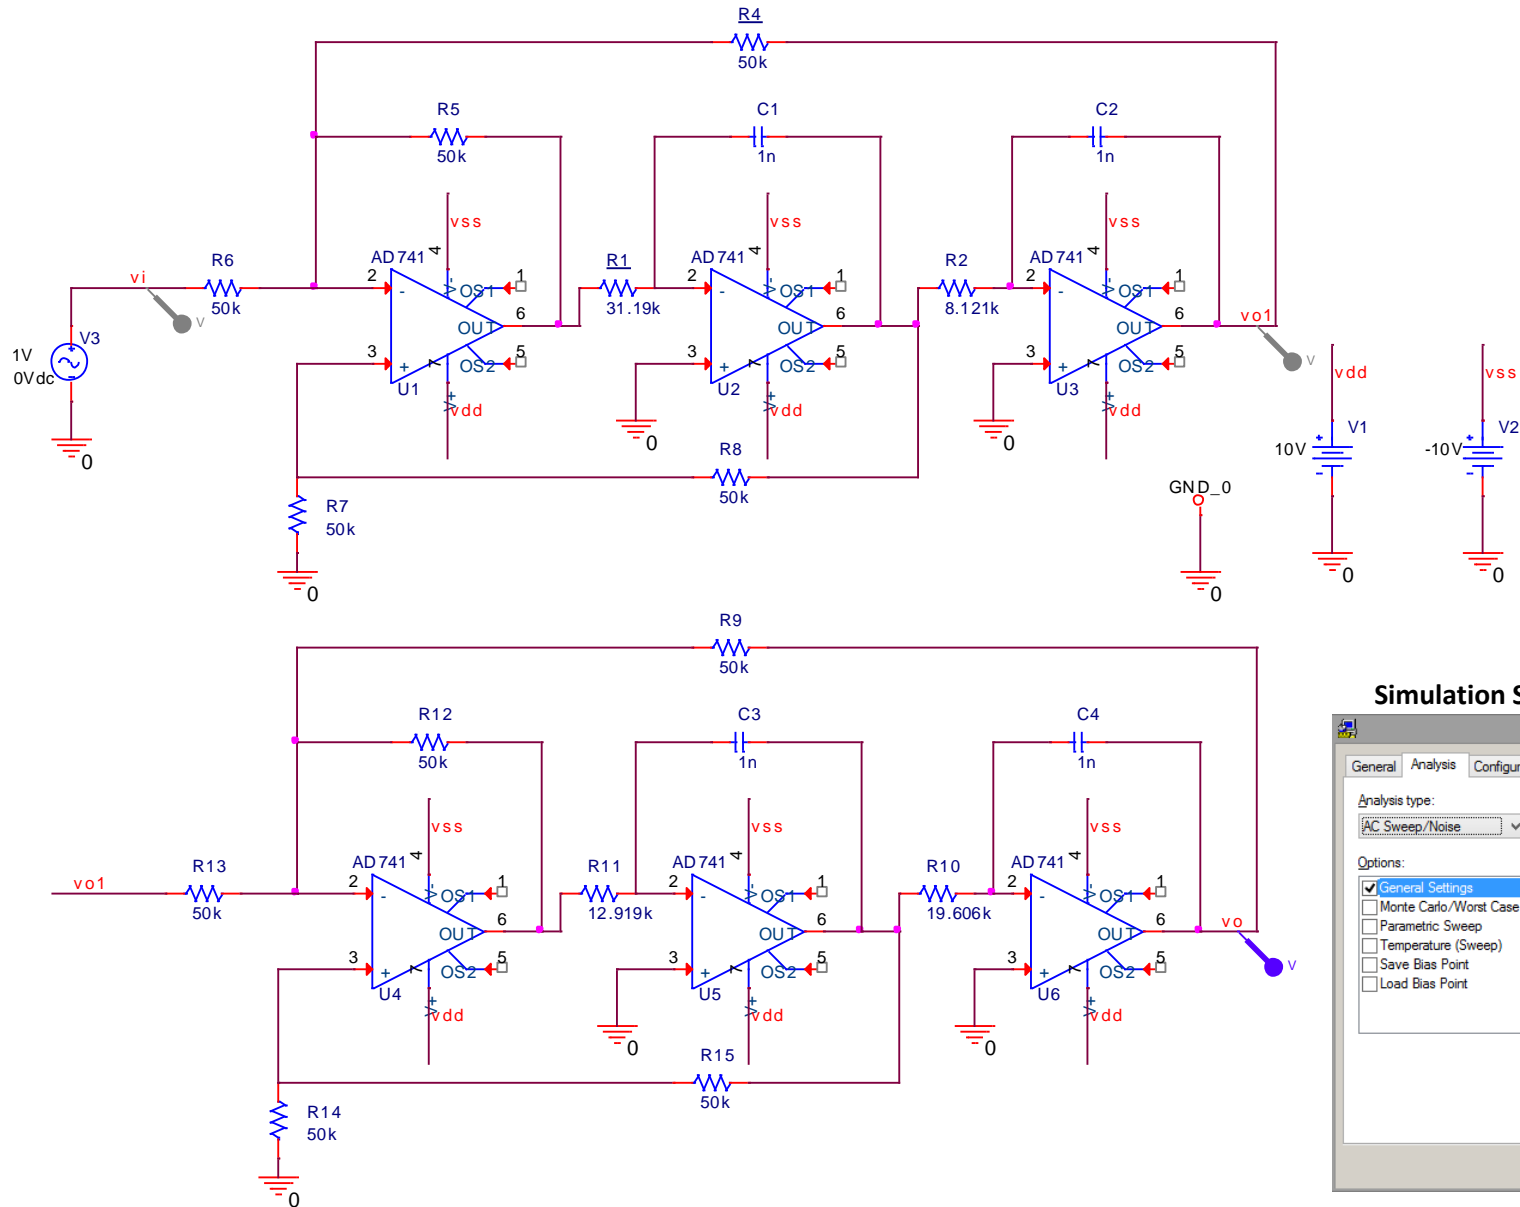 R4
50k
R5
50k
C1
1n
C2
1n
vss
vss
vss
AD741
4
AD741
4
AD741
4
R6
50k
vi
V
R1
31.19k
R2
8.121k
2
-
V-
OS1
1
OUT
6
3
+
7
OS2
5
V+
U1
vdd
2
-
V-
OS1
1
OUT
6
3
+
7
OS2
5
V+
U2
vdd
2
-
V-
OS1
1
OUT
6
3
+
7
OS2
5
V+
U3
vdd
vo1
V
1V
0Vdc
V3
0
0
0
R8
50k
R7
50k
0
GND_0
0
vdd
V1
10V
0
vss
V2
-10V
0
R9
50k
R12
50k
C3
1n
C4
1n
vss
vss
vss
AD741
4
AD741
4
AD741
4
vo1
R13
50k
R11
12.919k
R10
19.606k
2
-
V-
OS1
1
OUT
6
3
+
7
OS2
5
V+
U4
vdd
2
-
V-
OS1
1
OUT
6
3
+
7
OS2
5
V+
U5
vdd
2
-
V-
OS1
1
OUT
6
3
+
7
OS2
5
V+
U6
vdd
vo
V
0
0
R15
50k
R14
50k
0
Simulation S
General Analysis Configur
Analysis type:
AC Sweep/Noise
Options:
General Settings
Monte Carlo/Worst Case
Parametric Sweep
Temperature (Sweep)
Save Bias Point
Load Bias Point